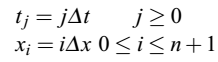 t_j = jΔt   j ≥ 0
x_i = iΔx 0 ≤ i ≤ n + 1